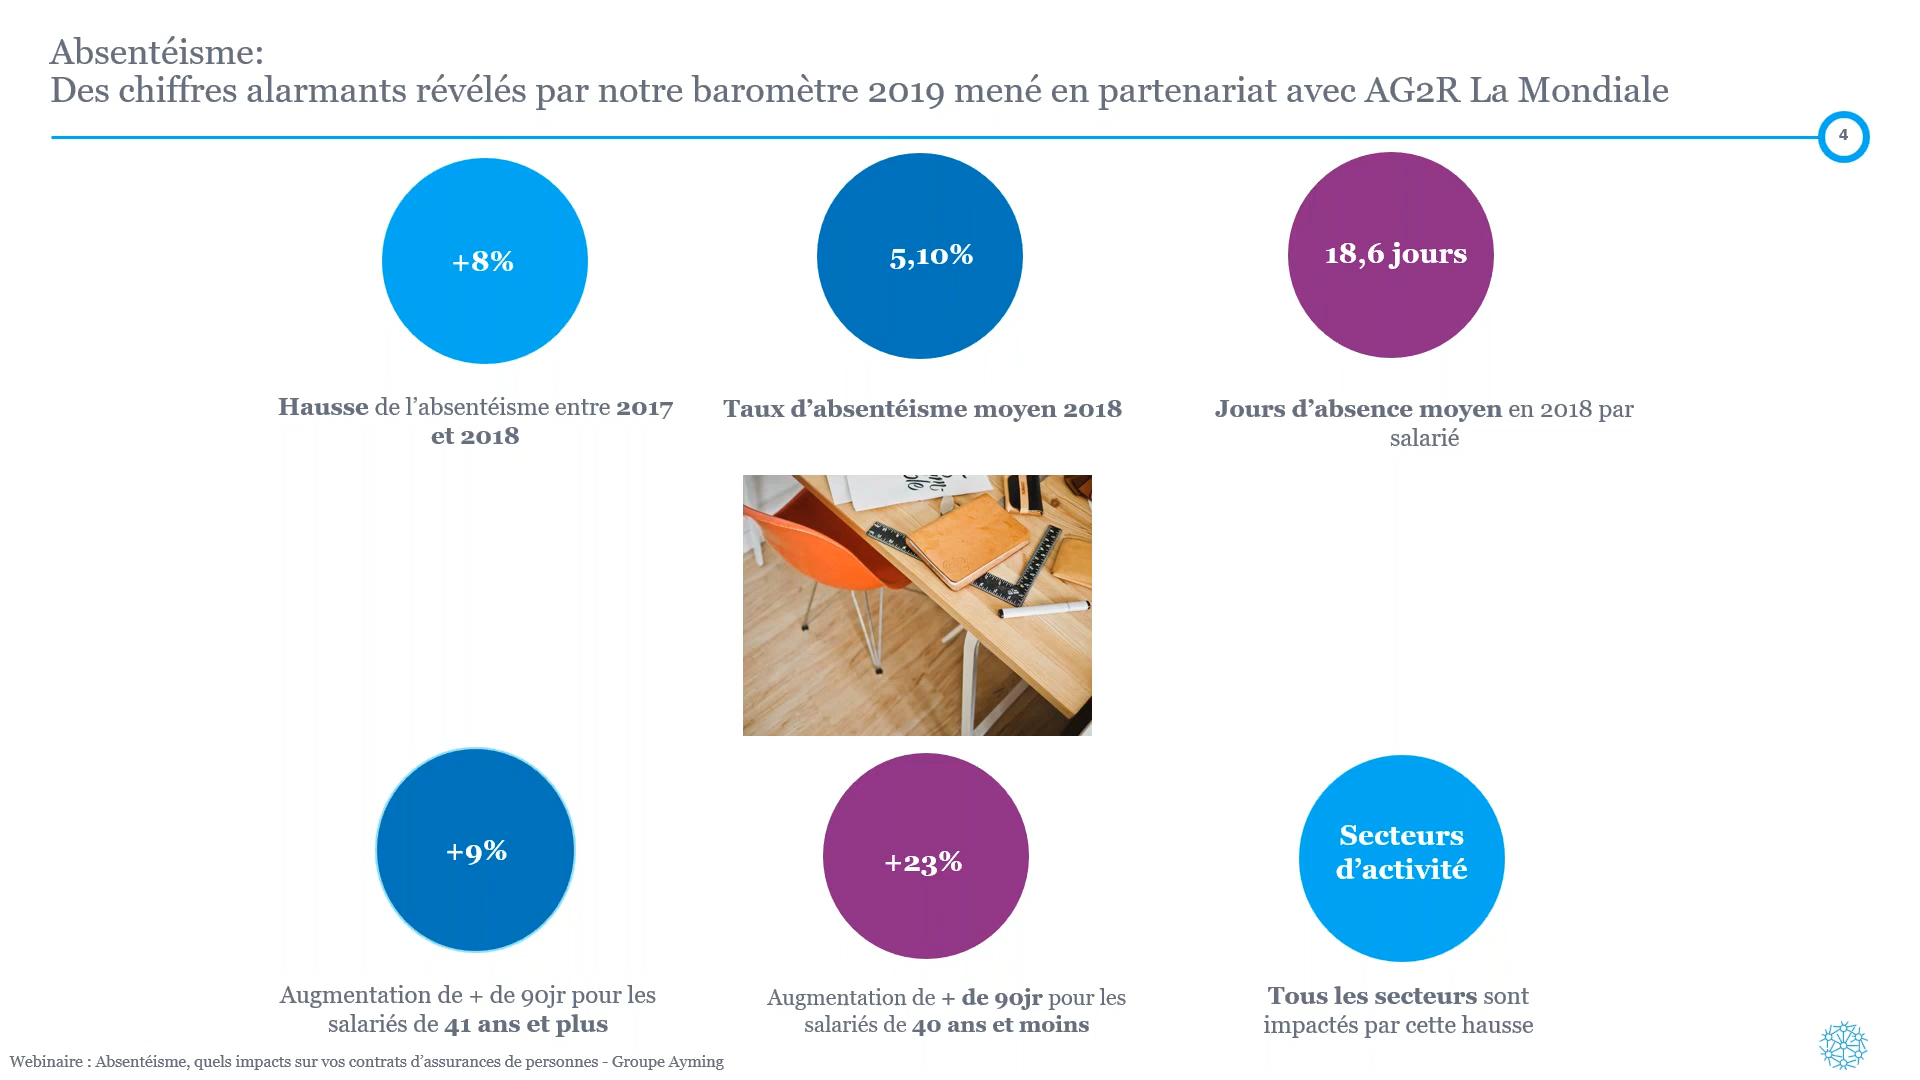 Absentéisme:
Des chiffres alarmants révélés par notre baromètre 2019 mené en partenariat avec AG2R La Mondiale
4
+8%
5,10%
18,6 jours
Hausse de l’absentéisme entre 2017
et 2018
Taux d’absentéisme moyen 2018
Jours d’absence moyen en 2018 par
salarié
+9%
+23%
Secteurs
d’activité
Augmentation de + de 90jr pour les
salariés de 41 ans et plus
Augmentation de + de 90jr pour les
salariés de 40 ans et moins
Tous les secteurs sont
impactés par cette hausse
Webinaire : Absentéisme, quels impacts sur vos contrats d’assurances de personnes - Groupe Ayming